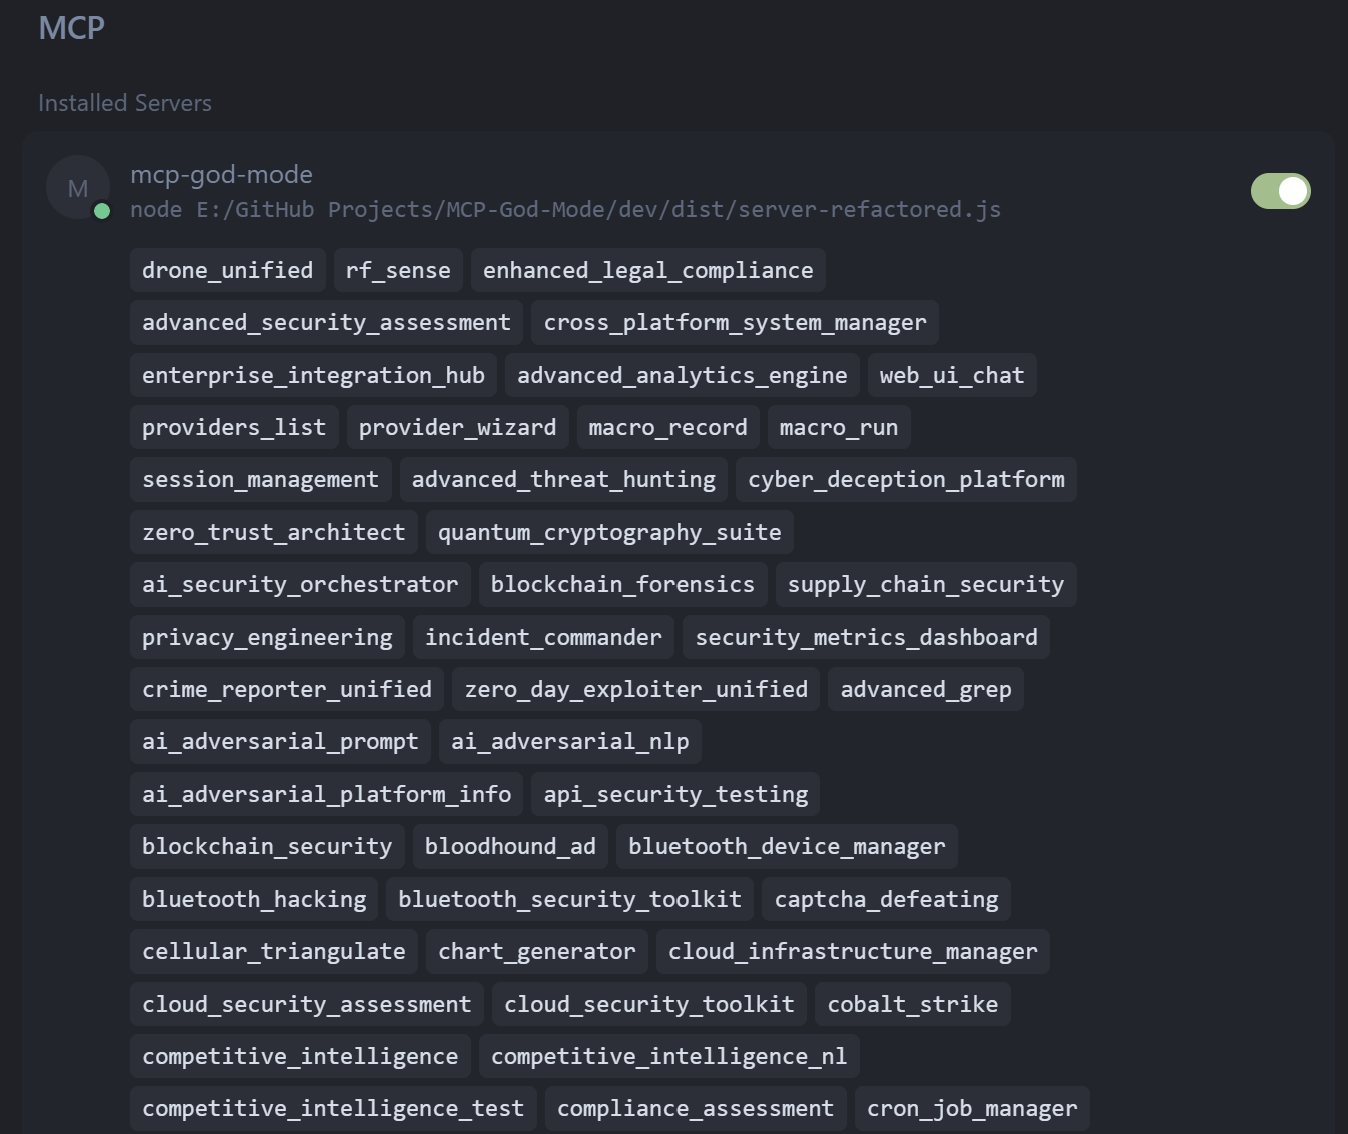 MCP
Installed Servers
M
mcp-god-mode
node E:/GitHub Projects/MCP-God-Mode/dev/dist/server-refactored.js
drone_unified rf_sense enhanced_legal_compliance
advanced_security_assessment cross_platform_system_manager
enterprise_integration_hub advanced_analytics_engine web_ui_chat
providers_list provider_wizard macro_record macro_run
session_management advanced_threat_hunting cyber_deception_platform
zero_trust_architect quantum_cryptography_suite
ai_security_orchestrator blockchain_forensics supply_chain_security
privacy_engineering incident_commander security_metrics_dashboard
crime_reporter_unified zero_day_exploiter_unified advanced_grep
ai_adversarial_prompt ai_adversarial_nlp
ai_adversarial_platform_info api_security_testing
blockchain_security bloodhound_ad bluetooth_device_manager
bluetooth_hacking bluetooth_security_toolkit captcha_defeating
cellular_triangulate chart_generator cloud_infrastructure_manager
cloud_security_assessment cloud_security_toolkit cobalt_strike
competitive_intelligence competitive_intelligence_nl
competitive_intelligence_test compliance_assessment cron_job_manager